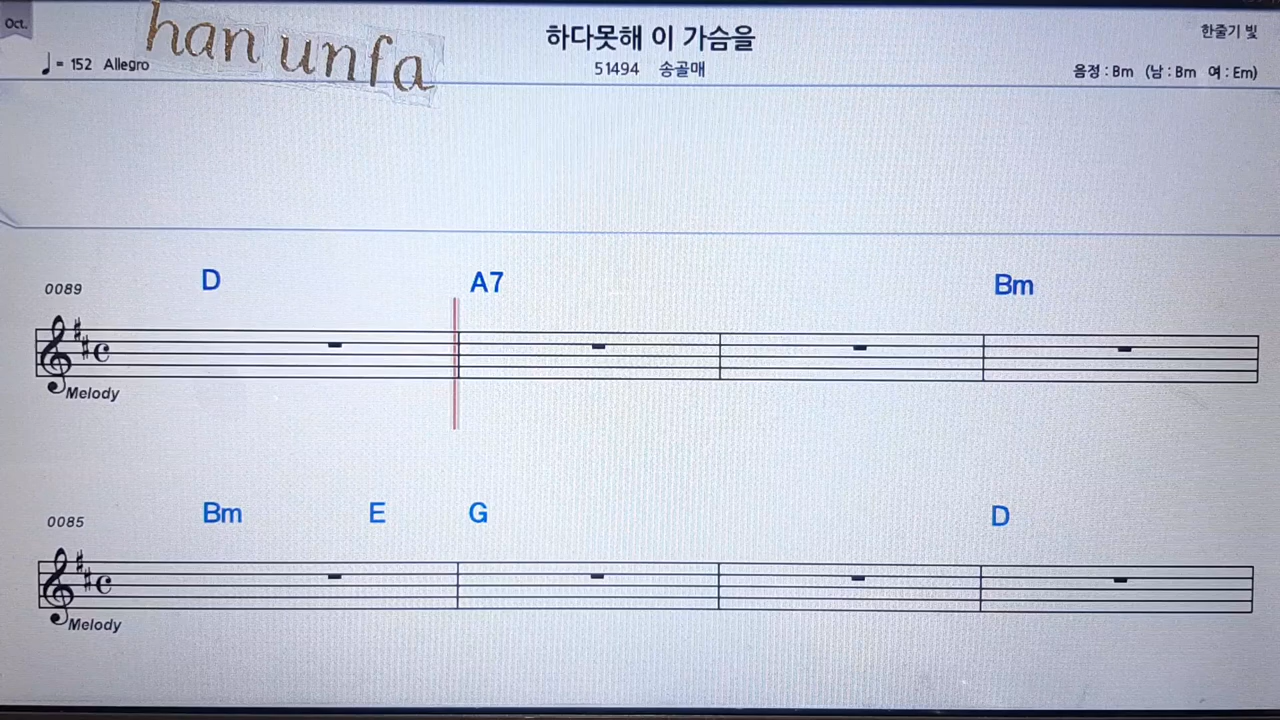 Oct.
han unfa
하다못해 이 가슴을
한줄기 빛
♩ = 152 Allegro
51494 송골매
음정 : Bm (남 : Bm 여 : Em)
D A7 Bm
0089
Melody
Bm E G D
0085
Melody